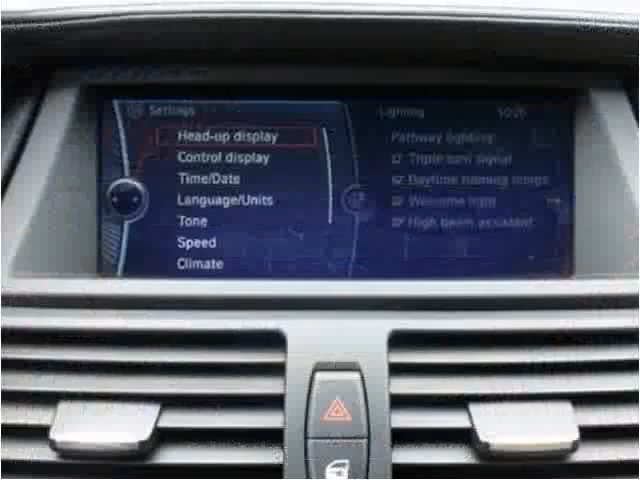 Settings
Head-up display
Control display
Time/Date
Language/Units
Tone
Speed
Climate
Lighting
Pathway lighting:
Triple turn signal
Daytime running lamps
Welcome light
High beam assistant